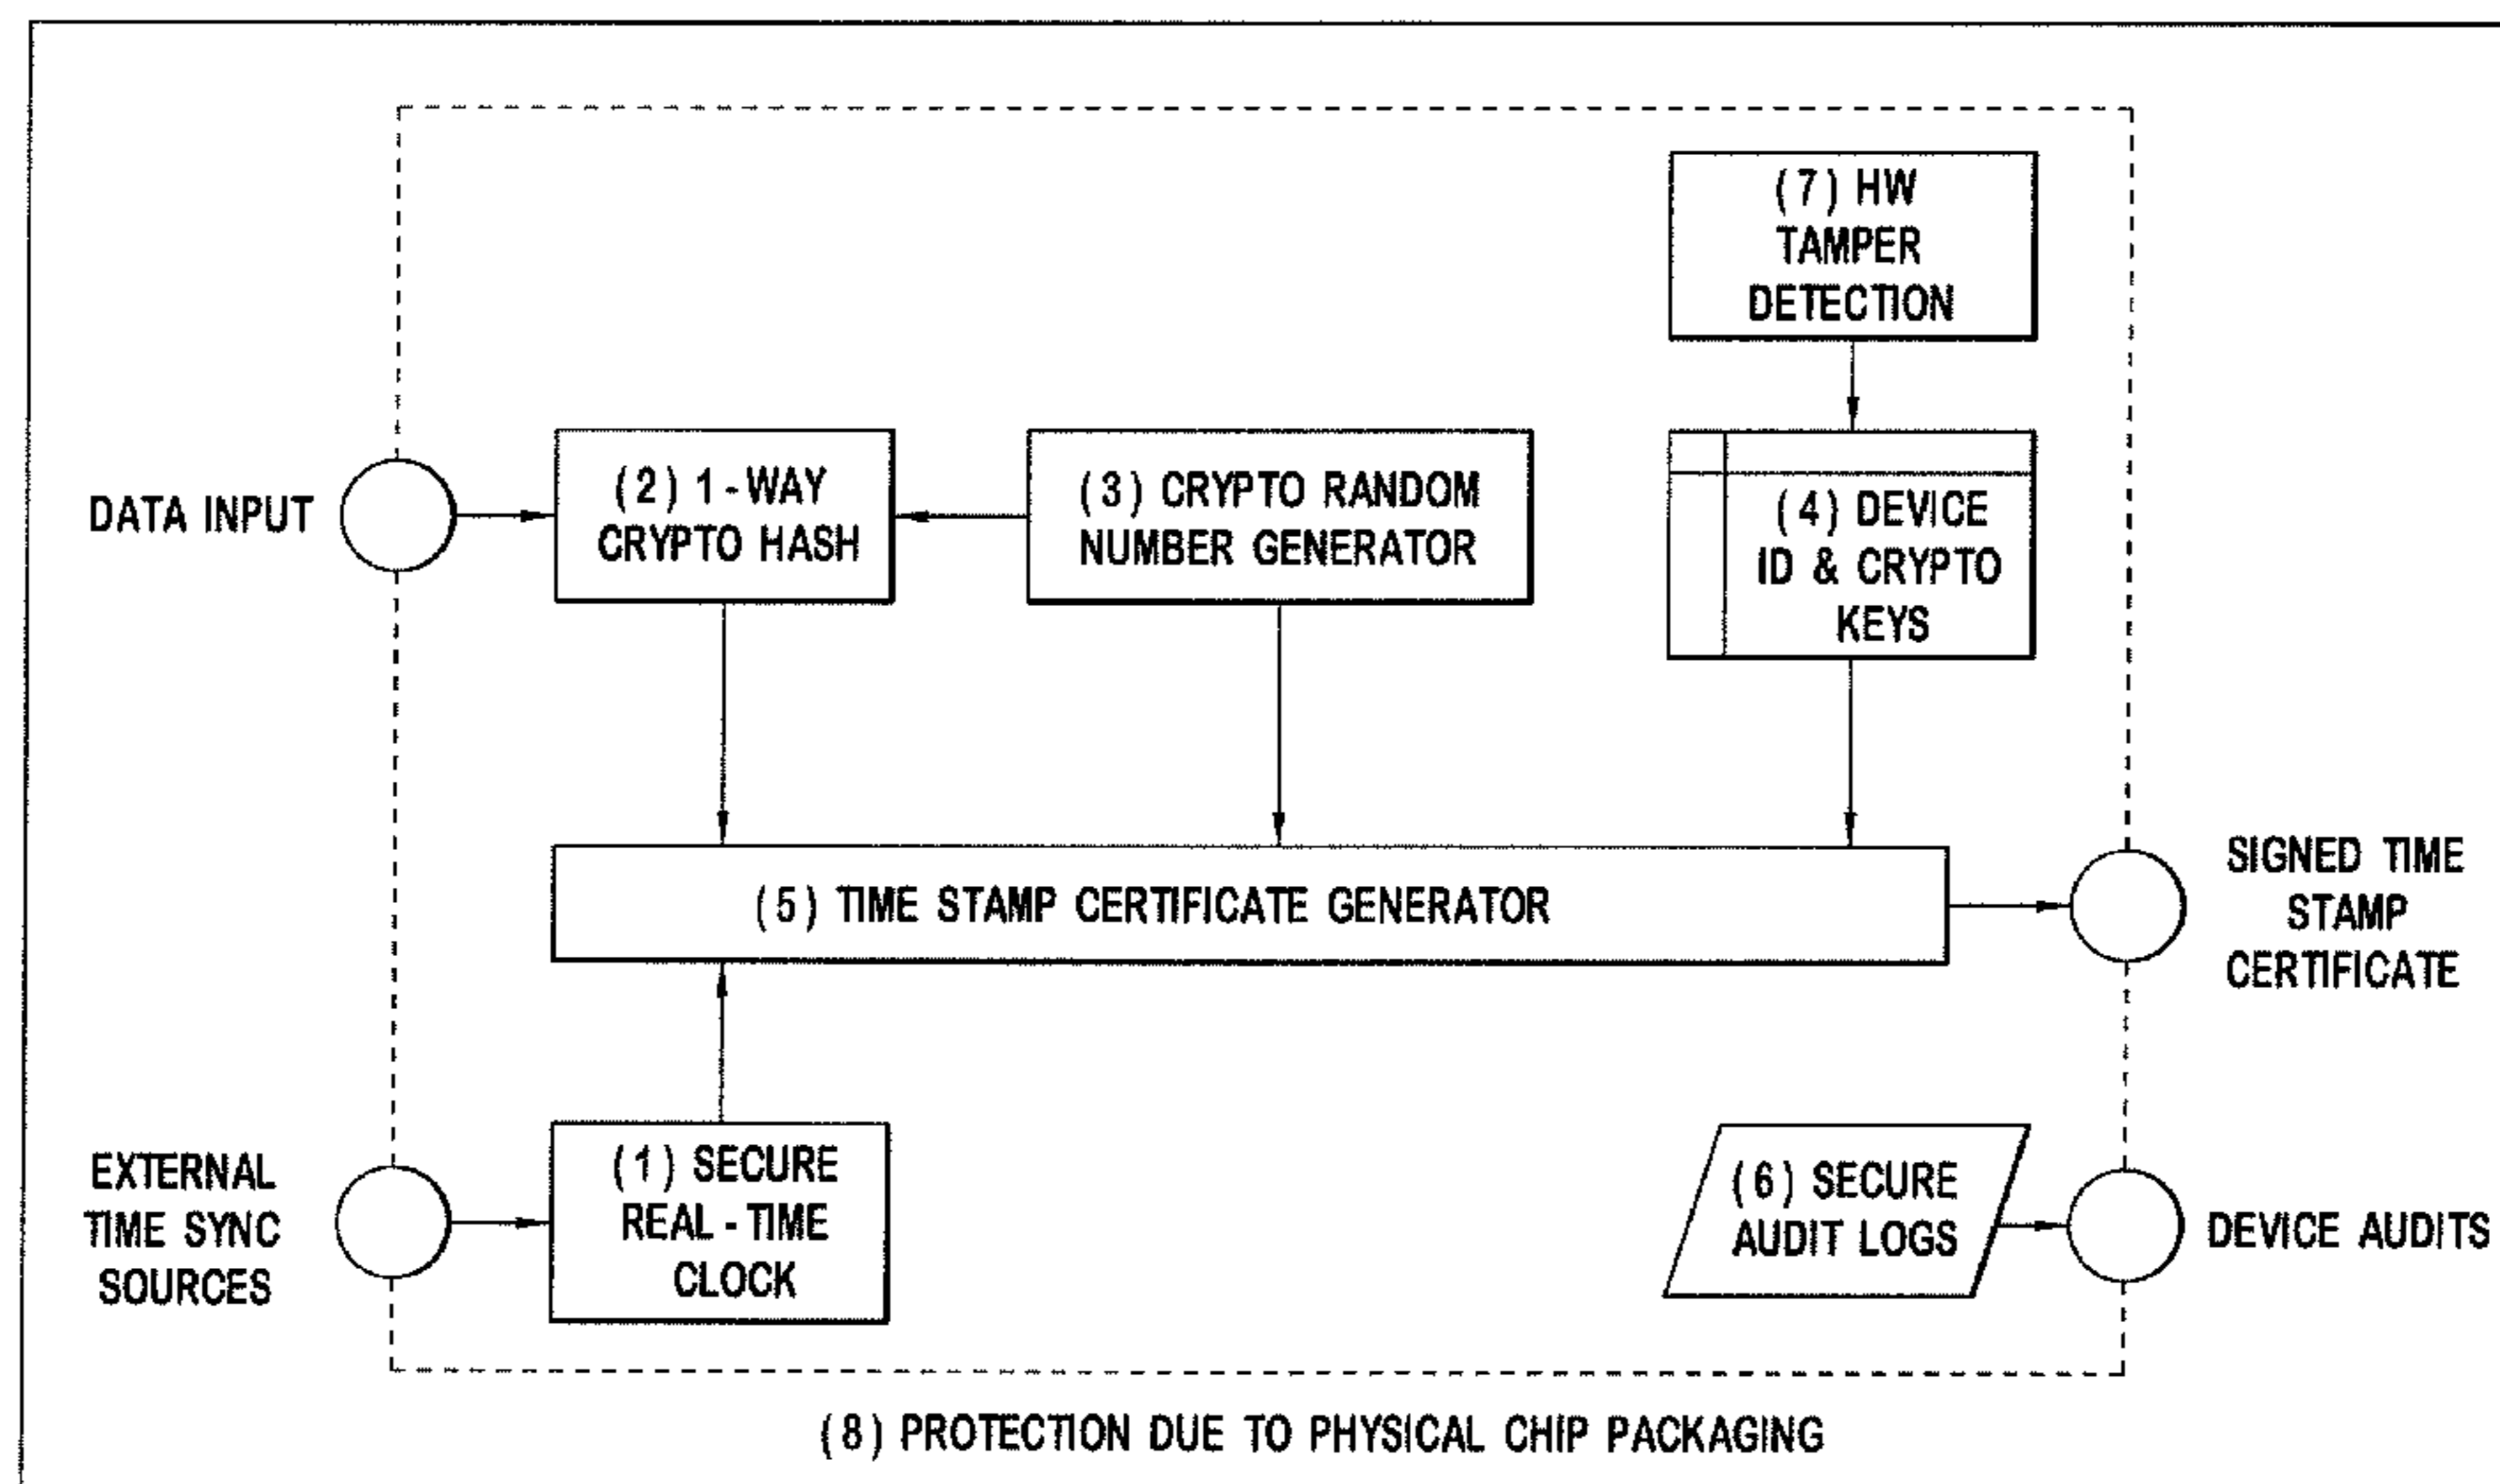 (7) HW
TAMPER
DETECTION
DATA INPUT
(2) 1-WAY
CRYPTO HASH
(3) CRYPTO RANDOM
NUMBER GENERATOR
(4) DEVICE
ID & CRYPTO
KEYS
(5) TIME STAMP CERTIFICATE GENERATOR
SIGNED TIME
STAMP
CERTIFICATE
EXTERNAL
TIME SYNC
SOURCES
(1) SECURE
REAL-TIME
CLOCK
(6) SECURE
AUDIT LOGS
DEVICE AUDITS
(8) PROTECTION DUE TO PHYSICAL CHIP PACKAGING